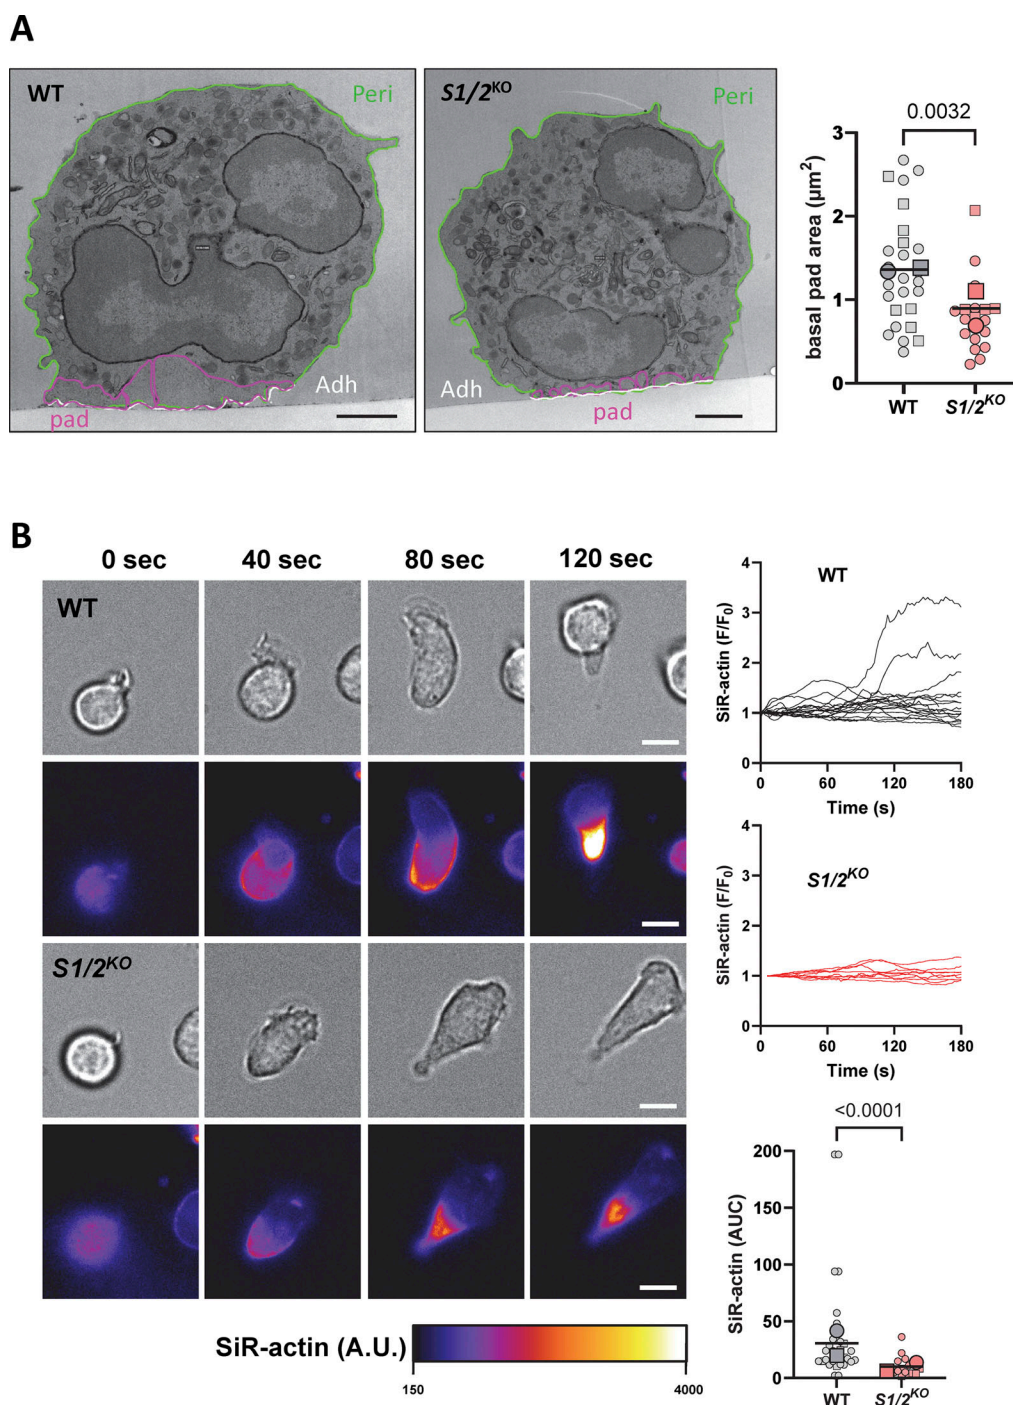 A
WT
Peri
Adh
pad
S1/2KO
Peri
Adh
pad
0.0032
basal pad area (µm²)
3
2
1
0
WT
S1/2KO
B
0 sec
40 sec
80 sec
120 sec
WT
S1/2KO
SiR-actin (A.U.)
150
4000
WT
SiR-actin (F/F₀)
4
3
2
1
0
0
60
120
180
Time (s)
S1/2KO
SiR-actin (F/F₀)
4
3
2
1
0
0
60
120
180
Time (s)
<0.0001
SiR-actin (AUC)
200
150
100
50
0
WT
S1/2KO